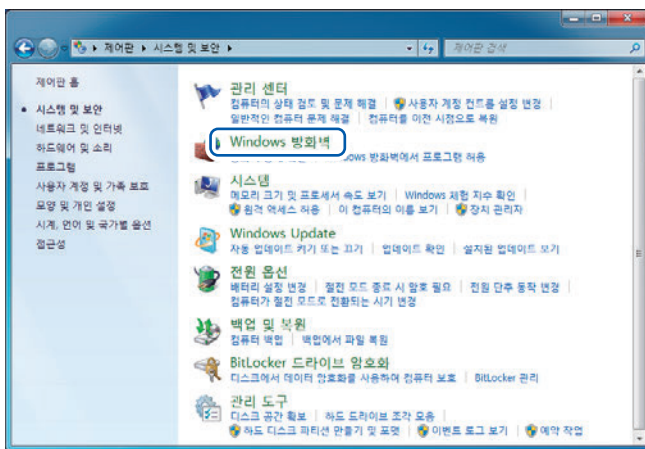 제어판 ▸ 시스템 및 보안 ▸
제어판 검색
제어판 홈
시스템 및 보안
네트워크 및 인터넷
하드웨어 및 소리
프로그램
사용자 계정 및 가족 보호
모양 및 개인 설정
시계, 언어 및 국가별 옵션
접근성
관리 센터
컴퓨터의 상태 검토 및 문제 해결 | 사용자 계정 컨트롤 설정 변경 |
일반적인 컴퓨터 문제 해결 | 컴퓨터를 이전 시점으로 복원
Windows 방화벽
방화벽에서 프로그램 허용
시스템
메모리 크기 및 프로세서 속도 보기 | Windows 체험 지수 확인 |
원격 액세스 허용 | 이 컴퓨터의 이름 보기 | 장치 관리자
Windows Update
자동 업데이트 켜기 또는 끄기 | 업데이트 확인 | 설치된 업데이트 보기
전원 옵션
배터리 설정 변경 | 절전 모드 종료 시 암호 필요 | 전원 단추 동작 변경 |
컴퓨터가 절전 모드로 전환되는 시기 변경
백업 및 복원
컴퓨터 백업 | 백업에서 파일 복원
BitLocker 드라이브 암호화
디스크에서 데이터 암호화를 사용하여 컴퓨터 보호 | BitLocker 관리
관리 도구
디스크 공간 확보 | 하드 드라이브 조각 모음 |
하드 디스크 파티션 만들기 및 포맷 | 이벤트 로그 보기 | 예약 작업